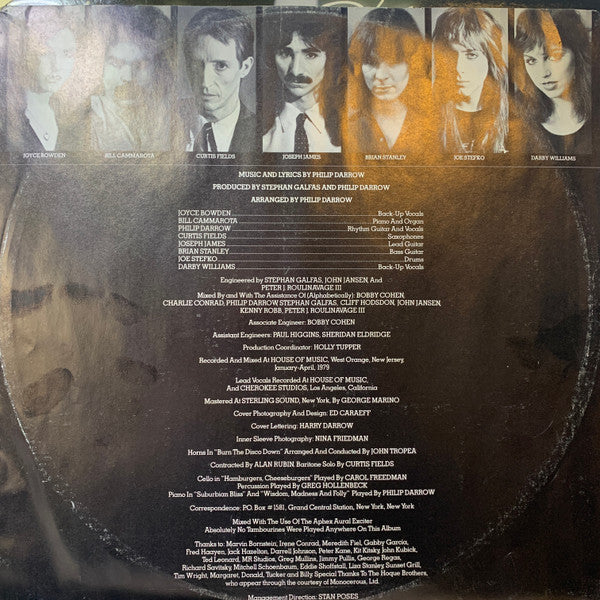 JOYCE BOWDEN BILL CAMMAROTA CURTIS FIELDS JOSEPH JAMES BRIAN STANLEY JOE STEFKO DARBY WILLIAMS
MUSIC AND LYRICS BY PHILIP DARROW
PRODUCED BY STEPHAN GALFAS AND PHILIP DARROW
ARRANGED BY PHILIP DARROW
JOYCE BOWDEN Back-Up Vocals
BILL CAMMAROTA Piano And Organ
PHILIP DARROW Rhythm Guitar And Vocals
CURTIS FIELDS Saxophones
JOSEPH JAMES Lead Guitar
BRIAN STANLEY Bass Guitar
JOE STEFKO Drums
DARBY WILLIAMS Back-Up Vocals
Engineered by STEPHAN GALFAS, JOHN JANSEN, And
PETER J. ROULINAVAGE III
Mixed By and With The Assistance Of (Alphabetically): BOBBY COHEN,
CHARLIE CONRAD, PHILIP DARROW, STEPHAN GALFAS, CLIFF HODSDON, JOHN JANSEN,
KENNY ROBB, PETER J. ROULINAVAGE III
Associate Engineer: BOBBY COHEN
Assistant Engineers: PAUL HIGGINS, SHERIDAN ELDRIDGE
Production Coordinator: HOLLY TUPPER
Recorded And Mixed At HOUSE OF MUSIC, West Orange, New Jersey,
January-April, 1979
Lead Vocals Recorded At HOUSE OF MUSIC,
And CHEROKEE STUDIOS, Los Angeles, California
Mastered At STERLING SOUND, New York, By GEORGE MARINO
Cover Photography And Design: ED CARAEFF
Cover Lettering: HARRY DARROW
Inner Sleeve Photography: NINA FRIEDMAN
Horns In "Burn The Disco Down" Arranged And Conducted By JOHN TROPEA
Contracted By ALAN RUBIN. Baritone Solo By CURTIS FIELDS
Cello in "Hamburgers, Cheeseburgers" Played By CAROL FREEDMAN
Percussion Played By GREG HOLLENBECK
Piano In "Suburbian Bliss" And "Wisdom, Madness And Folly" Played By PHILIP DARROW
Correspondence: P.O. Box #1581, Grand Central Station, New York, New York
Mixed With The Use Of The Aphex Aural Exciter
Absolutely No Tambourines Were Played Anywhere On This Album
Thanks to: Marvin Bornstein; Irene Conrad, Meredith Fiel, Gabby Garcia,
Fred Haayen, Jack Hazelton, Darrell Johnson, Peter Kane, Kit Kitsky, John Kubick,
Ted Leonard, MR Studios, Greg Mullins, Jimmy Pullis, George Regas,
Richard Savitsky, Mitchell Schoenbaum, Eddie Shoffstall, Lisa Stanley, Sunset Grill,
Tim Wright, Margaret, Donald, Tucker and Billy Special Thanks To The Hoque Brothers,
who appear through the courtesy of Monocerous, Ltd.
Management Direction: STAN POSES